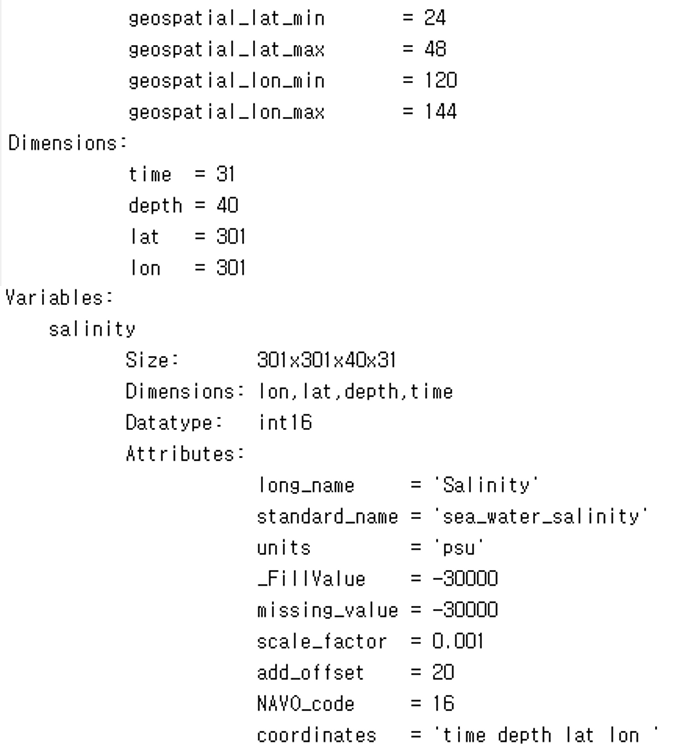 geospatial_lat_min = 24
geospatial_lat_max = 48
geospatial_lon_min = 120
geospatial_lon_max = 144
Dimensions:
time = 31
depth = 40
lat = 301
lon = 301
Variables:
salinity
Size: 301x301x40x31
Dimensions: lon,lat,depth,time
Datatype: int16
Attributes:
long_name = 'Salinity'
standard_name = 'sea_water_salinity'
units = 'psu'
_FillValue = -30000
missing_value = -30000
scale_factor = 0.001
add_offset = 20
NAVO_code = 16
coordinates = 'time depth lat lon '